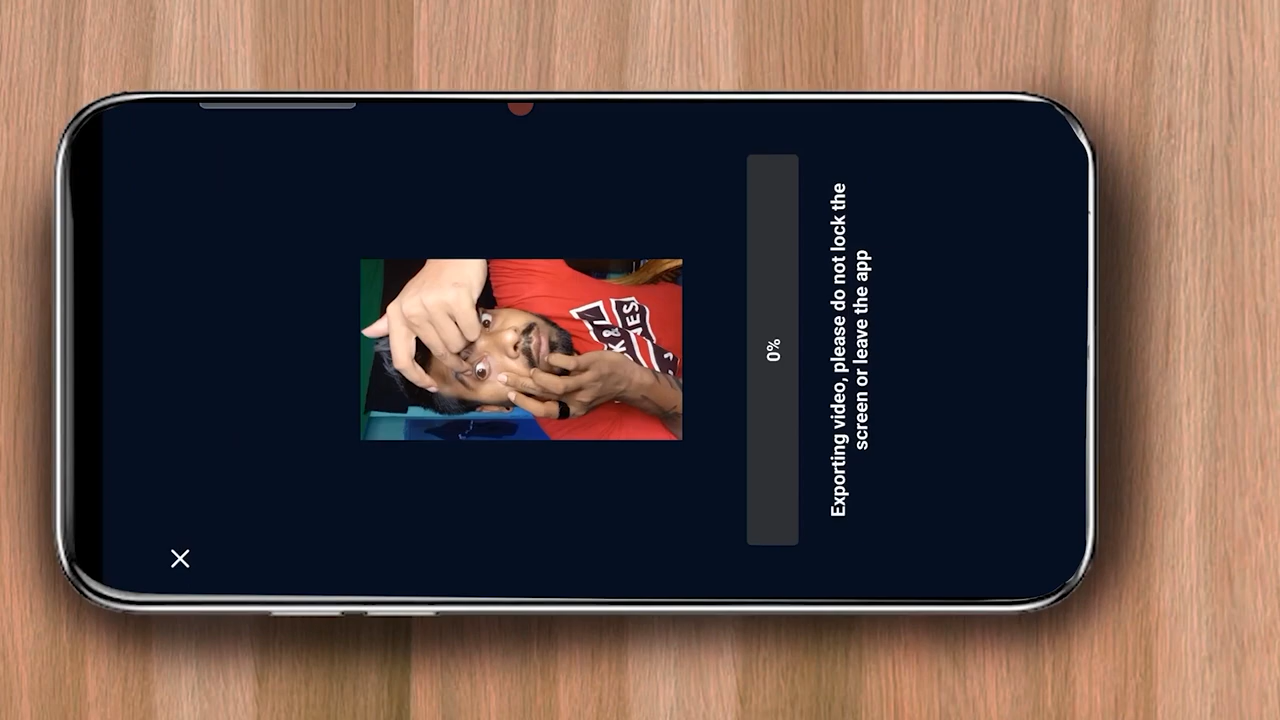 0%
Exporting video, please do not lock the
screen or leave the app